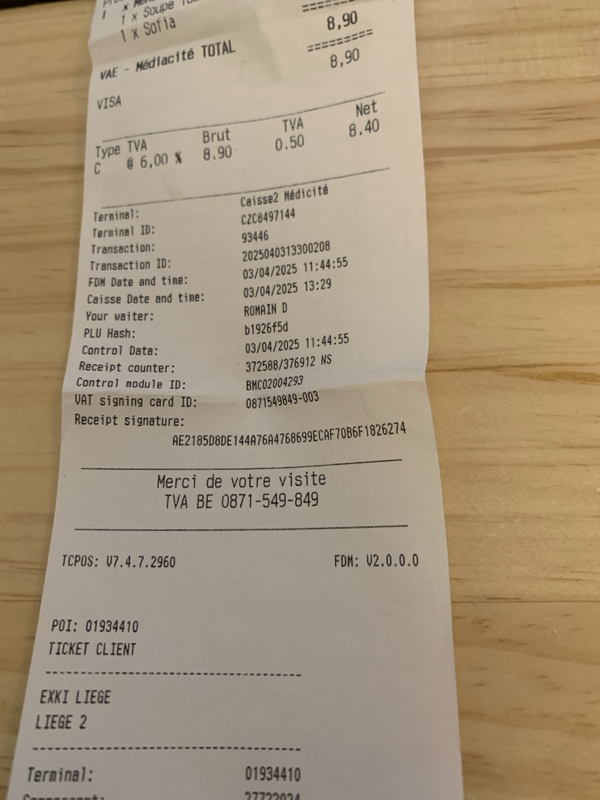 1 x Soupe
1 x Sofia
========
8,90
VAE - Médiacité TOTAL
========
8,90
VISA
Type TVA Brut TVA Net
C @ 6,00 % 8.90 0.50 8.40
Terminal: Caisse2 Médicité
Terminal ID: CZC8497144
Transaction: 93446
Transaction ID: 2025040313300208
FDM Date and time: 03/04/2025 11:44:55
Caisse Date and time: 03/04/2025 13:29
Your waiter: ROMAIN D
PLU Hash: b1926f5d
Control Data: 03/04/2025 11:44:55
Receipt counter: 372588/376912 NS
Control module ID: BMC02004293
VAT signing card ID: 0871549849-003
Receipt signature:
AE2185D8DE144A76A4768699ECAF70B6F1826274
Merci de votre visite
TVA BE 0871-549-849
TCPOS: V7.4.7.2960 FDM: V2.0.0.0
POI: 01934410
TICKET CLIENT
--------------------------------
EXKI LIEGE
LIEGE 2
--------------------------------
Terminal: 01934410